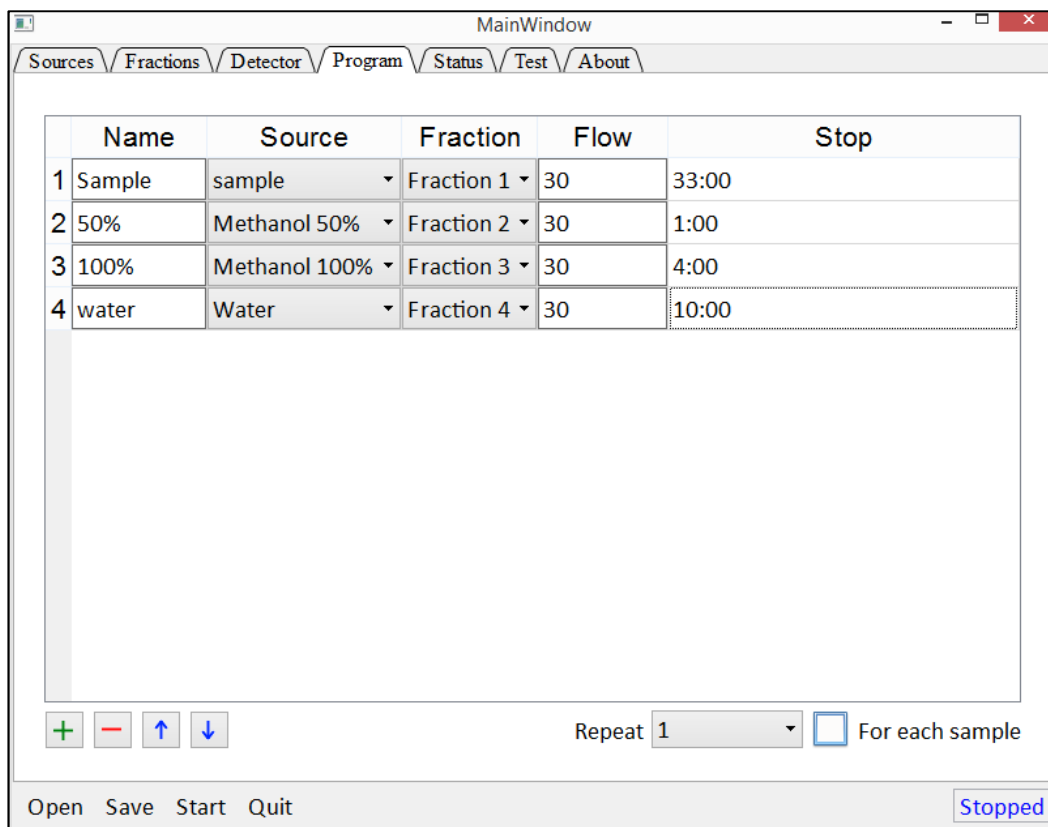 MainWindow
Sources Fractions Detector Program Status Test About
Name Source Fraction Flow Stop
1 Sample sample Fraction 1 30 33:00
2 50% Methanol 50% Fraction 2 30 1:00
3 100% Methanol 100% Fraction 3 30 4:00
4 water Water Fraction 4 30 10:00
Repeat 1 For each sample
Open Save Start Quit Stopped